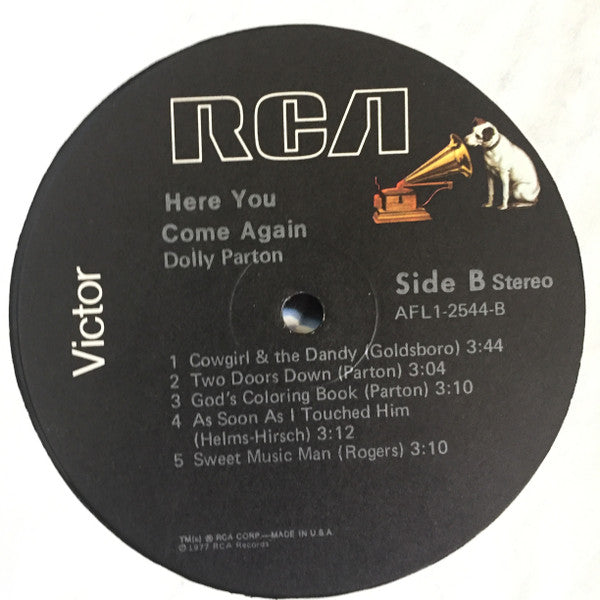 RCA
Here You
Come Again
Dolly Parton
Victor
Side B Stereo
AFL1-2544-B
1 Cowgirl & the Dandy (Goldsboro) 3:44
2 Two Doors Down (Parton) 3:04
3 God's Coloring Book (Parton) 3:10
4 As Soon As I Touched Him
(Helms-Hirsch) 3:12
5 Sweet Music Man (Rogers) 3:10
TM(s) ® RCA CORP.—MADE IN U.S.A.
℗ 1977 RCA Records